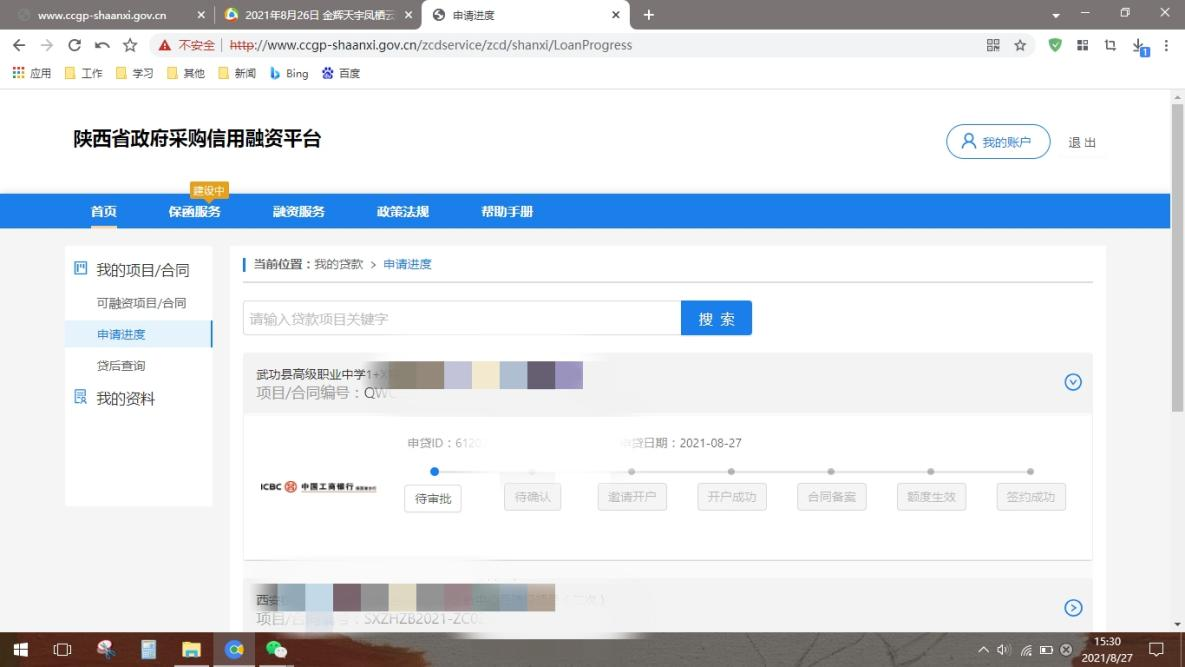 www.ccgp-shaanxi.gov.cn
2021年8月26日 金辉天宇凤栖云
申请进度
不安全 http://www.ccgp-shaanxi.gov.cn/zcdservice/zcd/shanxi/LoanProgress
应用 工作 学习 其他 新闻 Bing 百度
陕西省政府采购信用融资平台
我的账户 退出
建设中
首页 保函服务 融资服务 政策法规 帮助手册
我的项目/合同
可融资项目/合同
申请进度
贷后查询
我的资料
当前位置：我的贷款 > 申请进度
请输入贷款项目关键字 搜索
武功县高级职业中学1+X
项目/合同编号：QWC
申贷ID：6120 申贷日期：2021-08-27
ICBC 中国工商银行
待审批 待确认 邀请开户 开户成功 合同备案 额度生效 签约成功
西安
项目/合同编号：SXZHZB2021-ZC0
15:30
2021/8/27